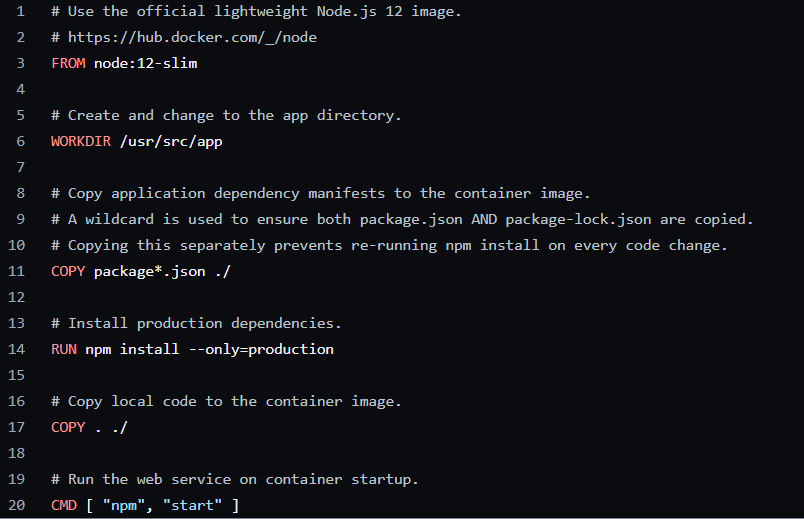 1 # Use the official lightweight Node.js 12 image.
2 # https://hub.docker.com/_/node
3 FROM node:12-slim
4
5 # Create and change to the app directory.
6 WORKDIR /usr/src/app
7
8 # Copy application dependency manifests to the container image.
9 # A wildcard is used to ensure both package.json AND package-lock.json are copied.
10 # Copying this separately prevents re-running npm install on every code change.
11 COPY package*.json ./
12
13 # Install production dependencies.
14 RUN npm install --only=production
15
16 # Copy local code to the container image.
17 COPY . ./
18
19 # Run the web service on container startup.
20 CMD [ "npm", "start" ]